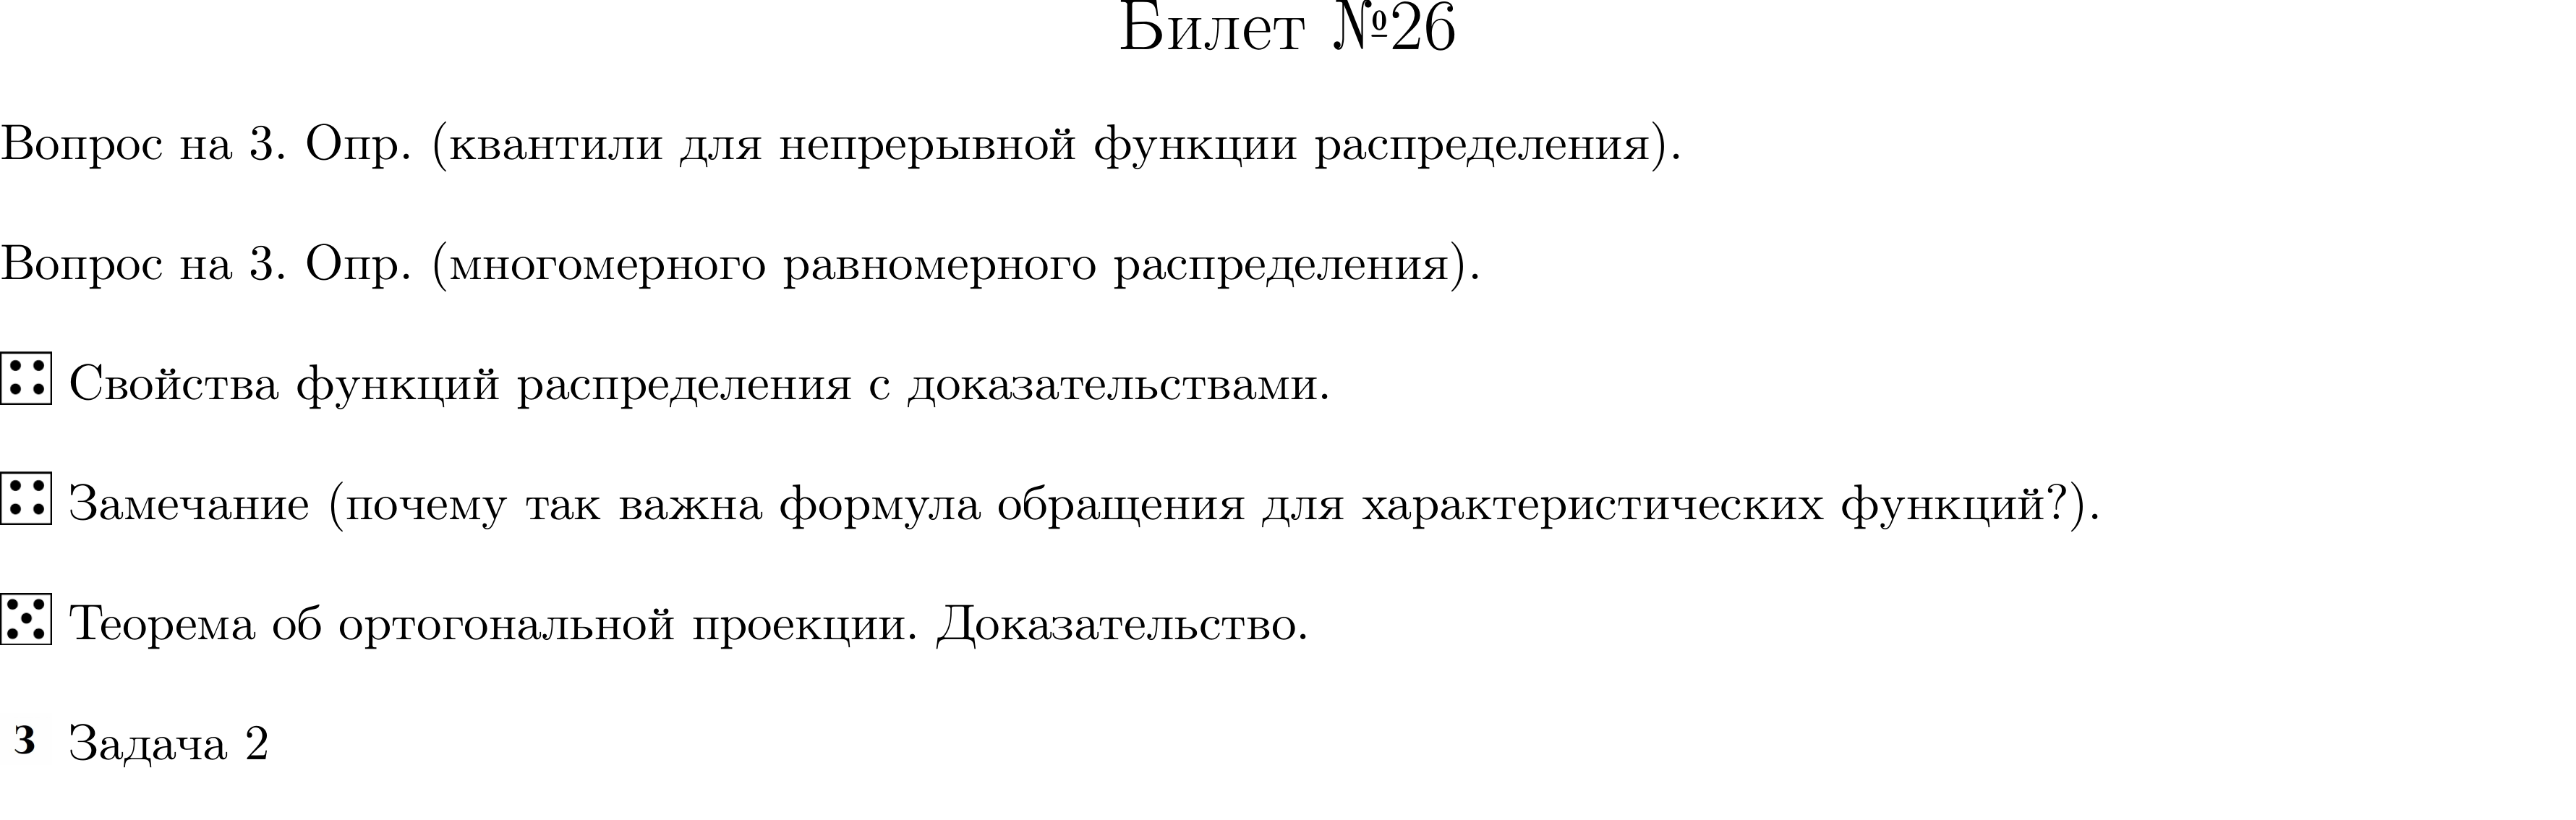 Билет №26
Вопрос на 3. Опр. (квантили для непрерывной функции распределения).
Вопрос на 3. Опр. (многомерного равномерного распределения).
Свойства функций распределения с доказательствами.
Замечание (почему так важна формула обращения для характеристических функций?).
Теорема об ортогональной проекции. Доказательство.
З Задача 2